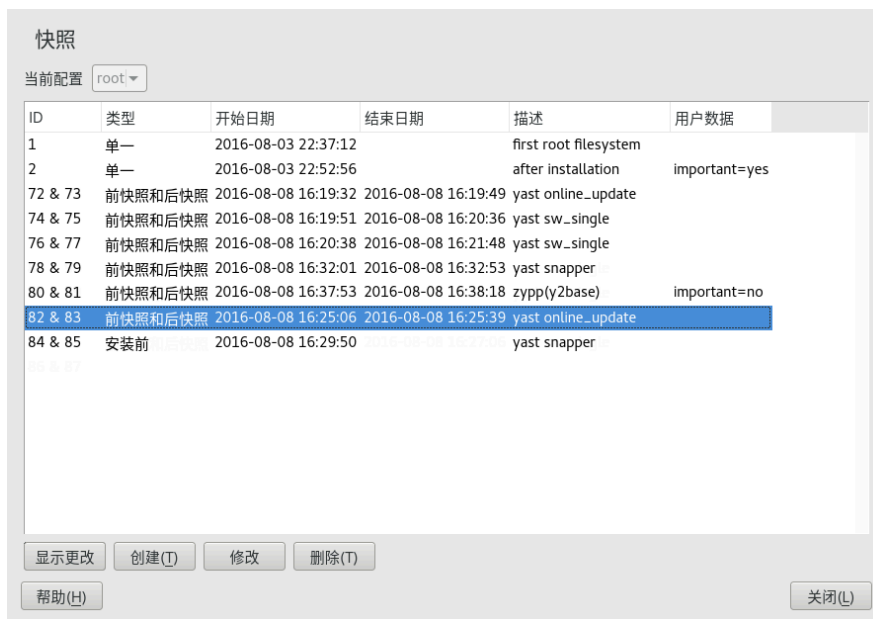 快照
当前配置 root
ID 类型 开始日期 结束日期 描述 用户数据
1 单一 2016-08-03 22:37:12 first root filesystem
2 单一 2016-08-03 22:52:56 after installation important=yes
72 & 73 前快照和后快照 2016-08-08 16:19:32 2016-08-08 16:19:49 yast online_update
74 & 75 前快照和后快照 2016-08-08 16:19:51 2016-08-08 16:20:36 yast sw_single
76 & 77 前快照和后快照 2016-08-08 16:20:38 2016-08-08 16:21:48 yast sw_single
78 & 79 前快照和后快照 2016-08-08 16:32:01 2016-08-08 16:32:53 yast snapper
80 & 81 前快照和后快照 2016-08-08 16:37:53 2016-08-08 16:38:18 zypp(y2base) important=no
82 & 83 前快照和后快照 2016-08-08 16:25:06 2016-08-08 16:25:39 yast online_update
84 & 85 安装前 2016-08-08 16:29:50 yast snapper
86 & 87
显示更改 创建(T) 修改 删除(T)
帮助(H) 关闭(L)